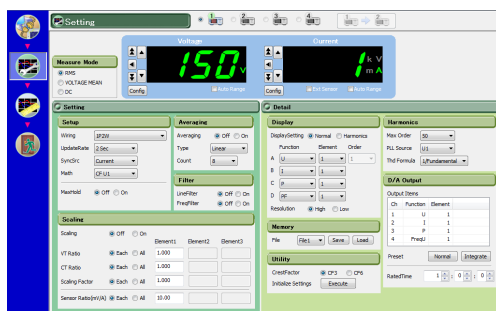 Setting
1 2 3 4 1 2
Voltage Current
Measure Mode
RMS
VOLTAGE MEAN
DC
150 V
1 k V
m A
Config Auto Range
Config Ext Sensor Auto Range
Setting
Setup
Wiring 1P2W
UpdateRate 2 Sec
SyncSrc Current
Math CF U1
MaxHold Off On
Averaging
Averaging Off On
Type Linear
Count 8
Filter
LineFilter Off On
FreqFilter Off On
Scaling
Scaling Off On
Element1 Element2 Element3
VT Ratio Each All 1.000
CT Ratio Each All 1.000
Scaling Factor Each All 1.000
Sensor Ratio(mV/A) Each All 10.00
Detail
Display
DisplaySetting Normal Harmonics
Function Element Order
A U 1 1
B I 1
C P 1
D PF 1
Resolution High Low
Memory
File File1 Save Load
Utility
CrestFactor CF3 CF6
Initialize Settings Execute
Harmonics
Max Order 50
PLL Source U1
Thd Formula 1/Fundamental
D/A Output
Output Items
Ch Function Element
1 U 1
2 I 1
3 P 1
4 FreqU 1
Preset Normal Integrate
RatedTime 1 : 0 : 0